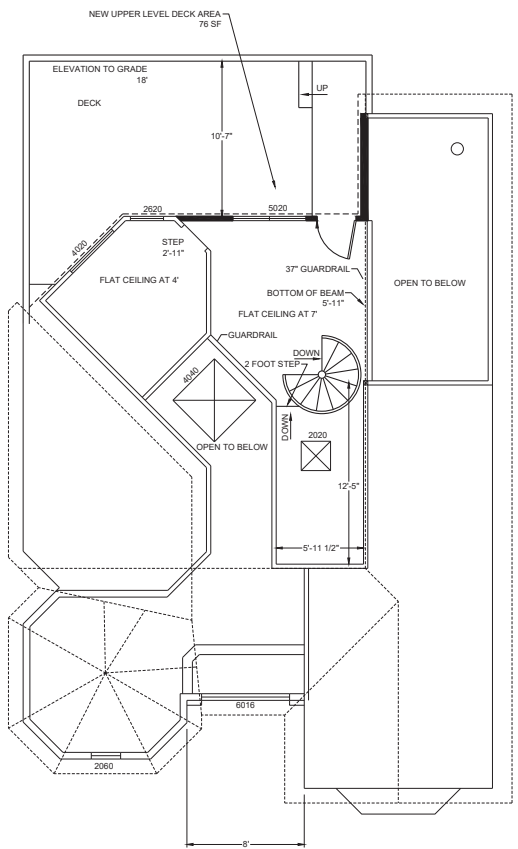 NEW UPPER LEVEL DECK AREA
76 SF
ELEVATION TO GRADE
18'
UP
DECK
10'-7"
2620
5020
4020
STEP
2'-11"
37" GUARDRAIL
FLAT CEILING AT 4'
OPEN TO BELOW
BOTTOM OF BEAM
5'-11"
FLAT CEILING AT 7'
GUARDRAIL
DOWN
2 FOOT STEP
4040
DOWN
2020
OPEN TO BELOW
12'-5"
5'-11 1/2"
6016
2060
8'